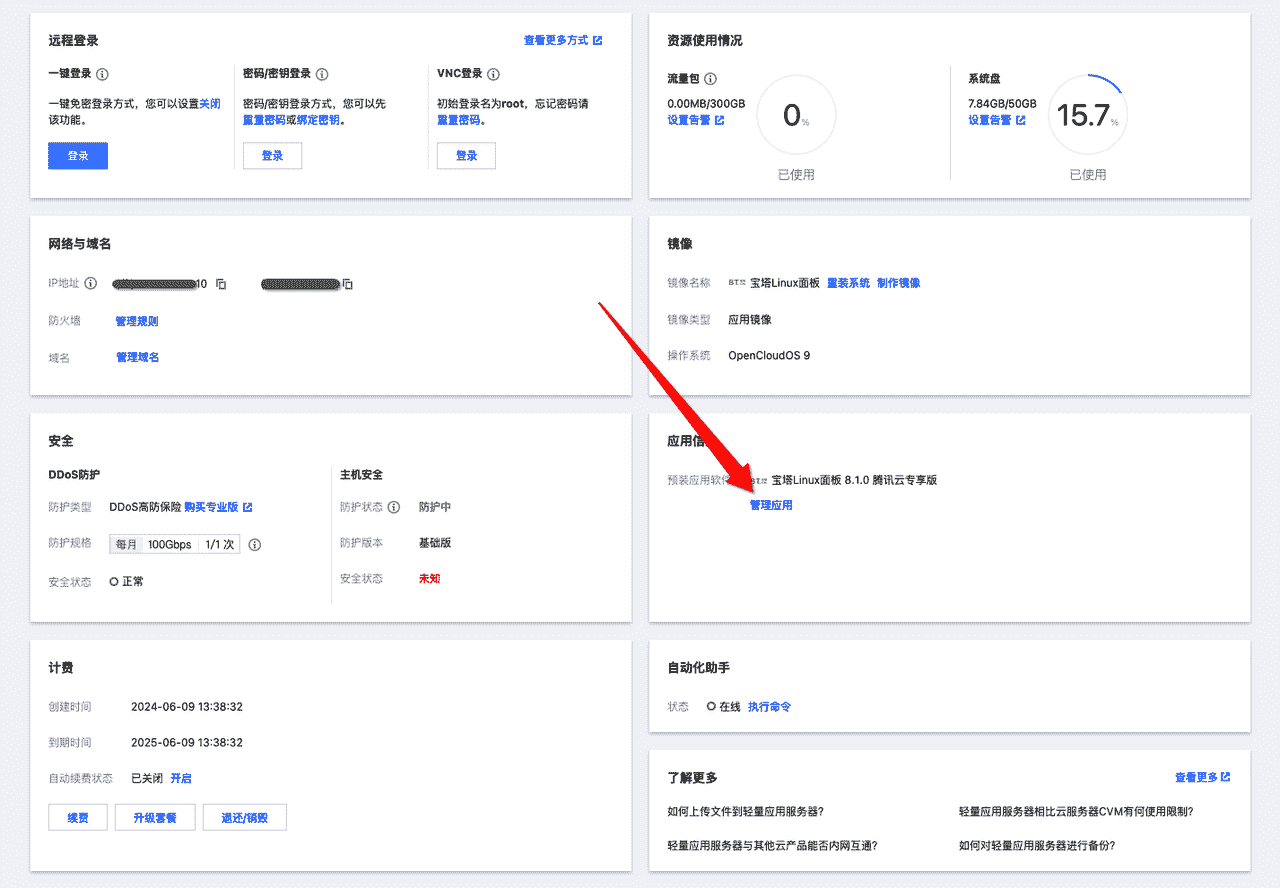 远程登录
查看更多方式
一键登录
一键免密登录方式，您可以设置关闭
该功能。
登录
密码/密钥登录
密码/密钥登录方式，您可以先
重置密码或绑定密钥。
登录
VNC登录
初始登录名为root，忘记密码请
重置密码。
登录
资源使用情况
流量包
0.00MB/300GB
设置告警
0%
已使用
系统盘
7.84GB/50GB
设置告警
15.7%
已使用
网络与域名
IP地址 10
防火墙 管理规则
域名 管理域名
镜像
镜像名称 宝塔Linux面板 重装系统 制作镜像
镜像类型 应用镜像
操作系统 OpenCloudOS 9
安全
DDoS防护
防护类型 DDoS高防保险 购买专业版
防护规格 每月 100Gbps 1/1 次
安全状态 正常
主机安全
防护状态 防护中
防护版本 基础版
安全状态 未知
应用信
预装应用软件 宝塔Linux面板 8.1.0 腾讯云专享版
管理应用
计费
创建时间 2024-06-09 13:38:32
到期时间 2025-06-09 13:38:32
自动续费状态 已关闭 开启
续费 升级套餐 退还/销毁
自动化助手
状态 在线 执行命令
了解更多
查看更多
如何上传文件到轻量应用服务器?
轻量应用服务器相比云服务器CVM有何使用限制?
轻量应用服务器与其他云产品能否内网互通?
如何对轻量应用服务器进行备份?